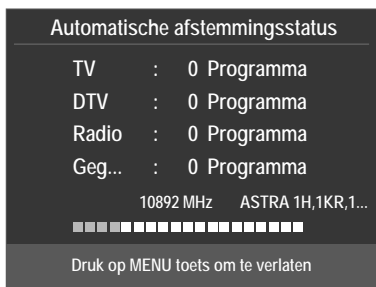 Automatische afstemmingsstatus
TV : 0 Programma
DTV : 0 Programma
Radio : 0 Programma
Geg... : 0 Programma
10892 MHz ASTRA 1H,1KR,1...
Druk op MENU toets om te verlaten